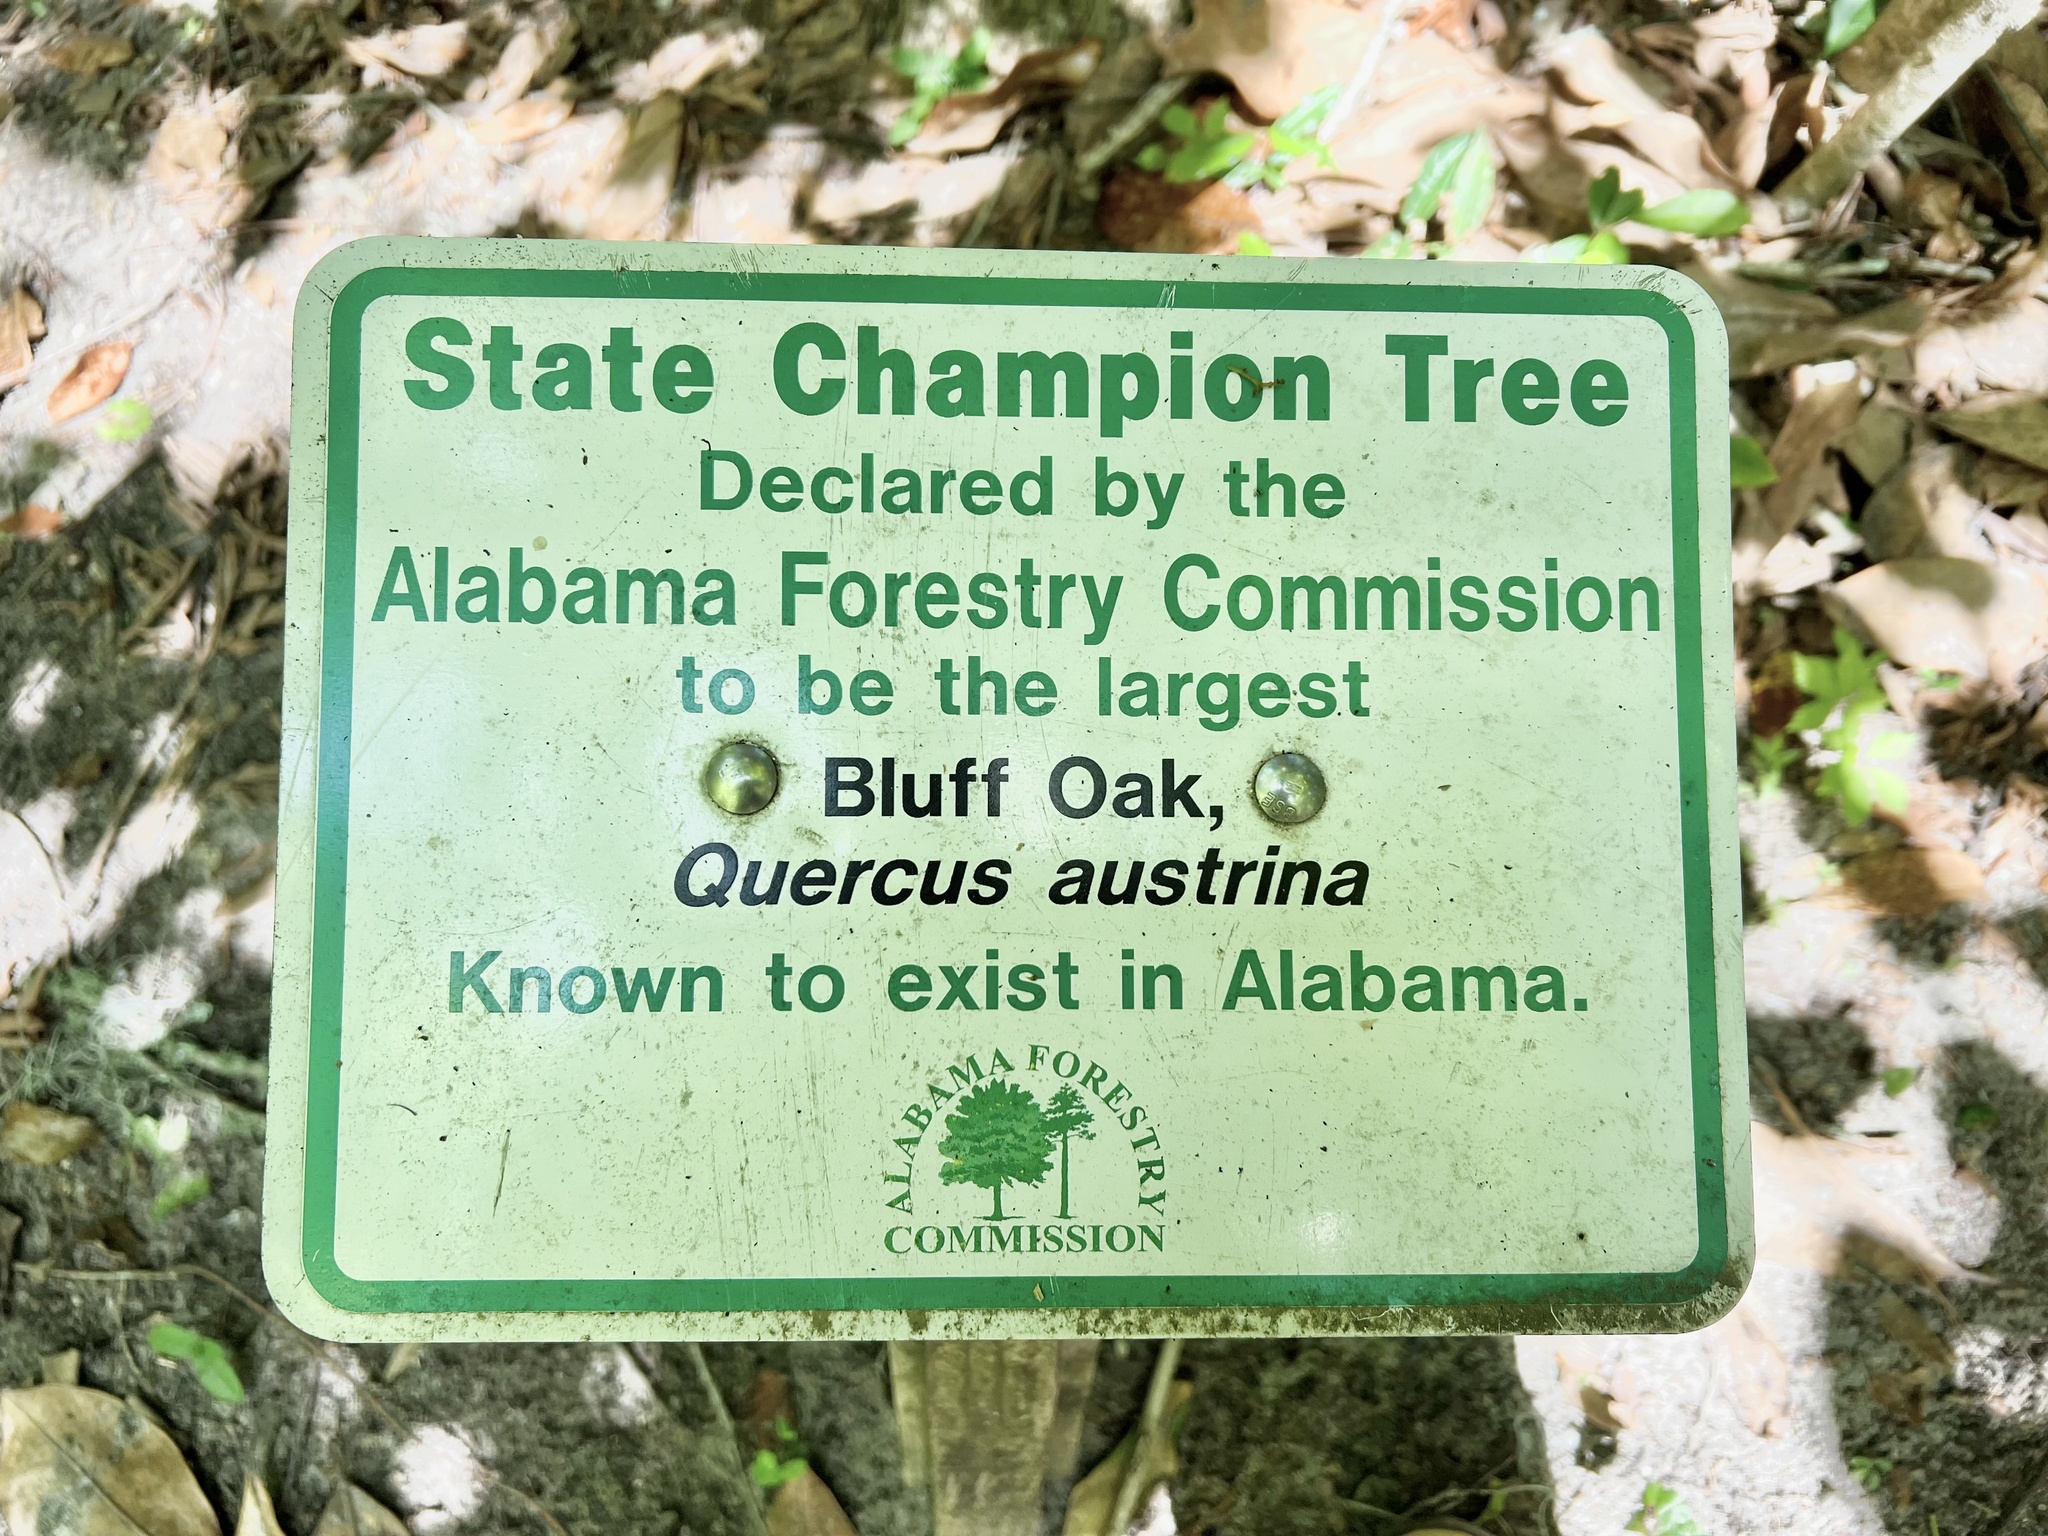 State Champion Tree
Declared by the
Alabama Forestry Commission
to be the largest
Bluff Oak,
Quercus austrina
Known to exist in Alabama.
ALABAMA FORESTRY
COMMISSION